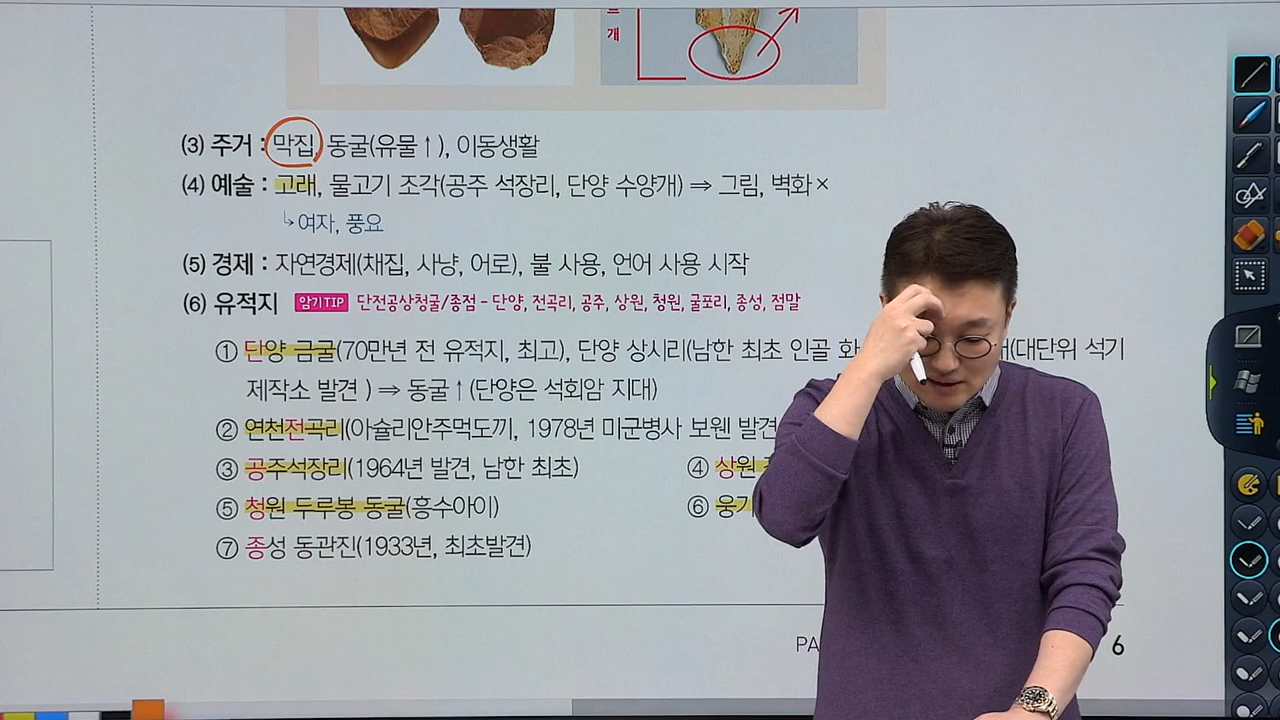 개
(3) 주거 : 막집, 동굴(유물↑), 이동생활
(4) 예술 : 고래, 물고기 조각(공주 석장리, 단양 수양개) ⇒ 그림, 벽화×
↳여자, 풍요
(5) 경제 : 자연경제(채집, 사냥, 어로), 불 사용, 언어 사용 시작
(6) 유적지 암기TIP 단전공상청굴/종점 - 단양, 전곡리, 공주, 상원, 청원, 굴포리, 종성, 점말
① 단양 금굴(70만년 전 유적지, 최고), 단양 상시리(남한 최초 인골 화 (대단위 석기
제작소 발견 ) ⇒ 동굴↑(단양은 석회암 지대)
② 연천전곡리(아슐리안주먹도끼, 1978년 미군병사 보원 발견
③ 공주석장리(1964년 발견, 남한 최초) ④ 상원
⑤ 청원 두루봉 동굴(흥수아이) ⑥ 웅기
⑦ 종성 동관진(1933년, 최초발견)
PA 6